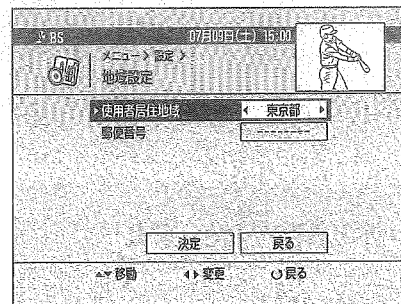 BS 07月09日(土) 15:00
メニュー > 設定 >
地域設定
使用者居住地域 東京都
郵便番号 --------
決定 戻る
移動 変更 戻る